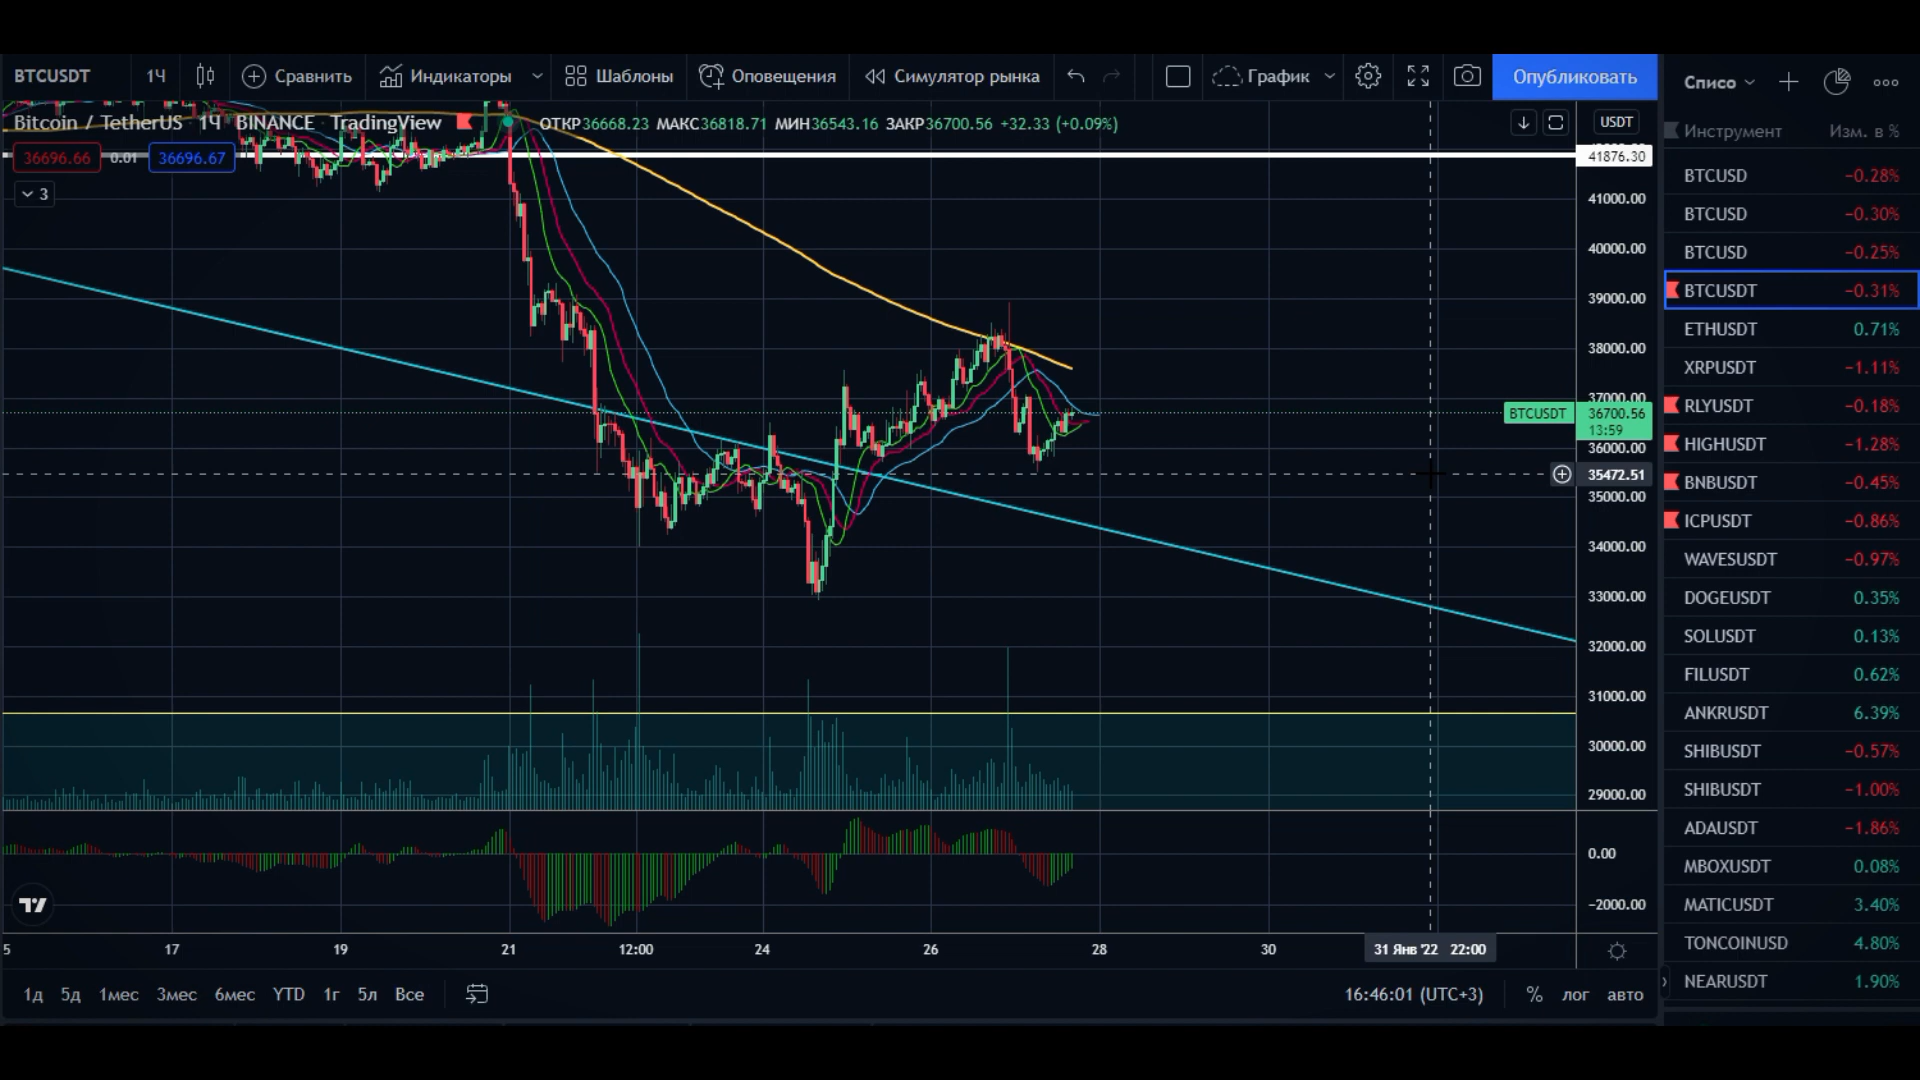 BTCUSDT 1Ч Сравнить Индикаторы Шаблоны Оповещения Симулятор рынка График Опубликовать
Bitcoin / TetherUS 1Ч BINANCE TradingView ОТКР36668.23 МАКС36818.71 МИН36543.16 ЗАКР36700.56 +32.33 (+0.09%)
USDT
36696.66 0.01 36696.67
3
41876.30
41000.00
40000.00
39000.00
38000.00
37000.00
BTCUSDT 36700.56
13:59
36000.00
35472.51
35000.00
34000.00
33000.00
32000.00
31000.00
30000.00
29000.00
0.00
−2000.00
5 17 19 21 12:00 24 26 28 30 31 Янв '22 22:00
1д 5д 1мес 3мес 6мес YTD 1г 5л Все 16:46:01 (UTC+3) % лог авто
Списо
Инструмент Изм. в %
BTCUSD −0.28%
BTCUSD −0.30%
BTCUSD −0.25%
BTCUSDT −0.31%
ETHUSDT 0.71%
XRPUSDT −1.11%
RLYUSDT −0.18%
HIGHUSDT −1.28%
BNBUSDT −0.45%
ICPUSDT −0.86%
WAVESUSDT −0.97%
DOGEUSDT 0.35%
SOLUSDT 0.13%
FILUSDT 0.62%
ANKRUSDT 6.39%
SHIBUSDT −0.57%
SHIBUSDT −1.00%
ADAUSDT −1.86%
MBOXUSDT 0.08%
MATICUSDT 3.40%
TONCOINUSD 4.80%
NEARUSDT 1.90%